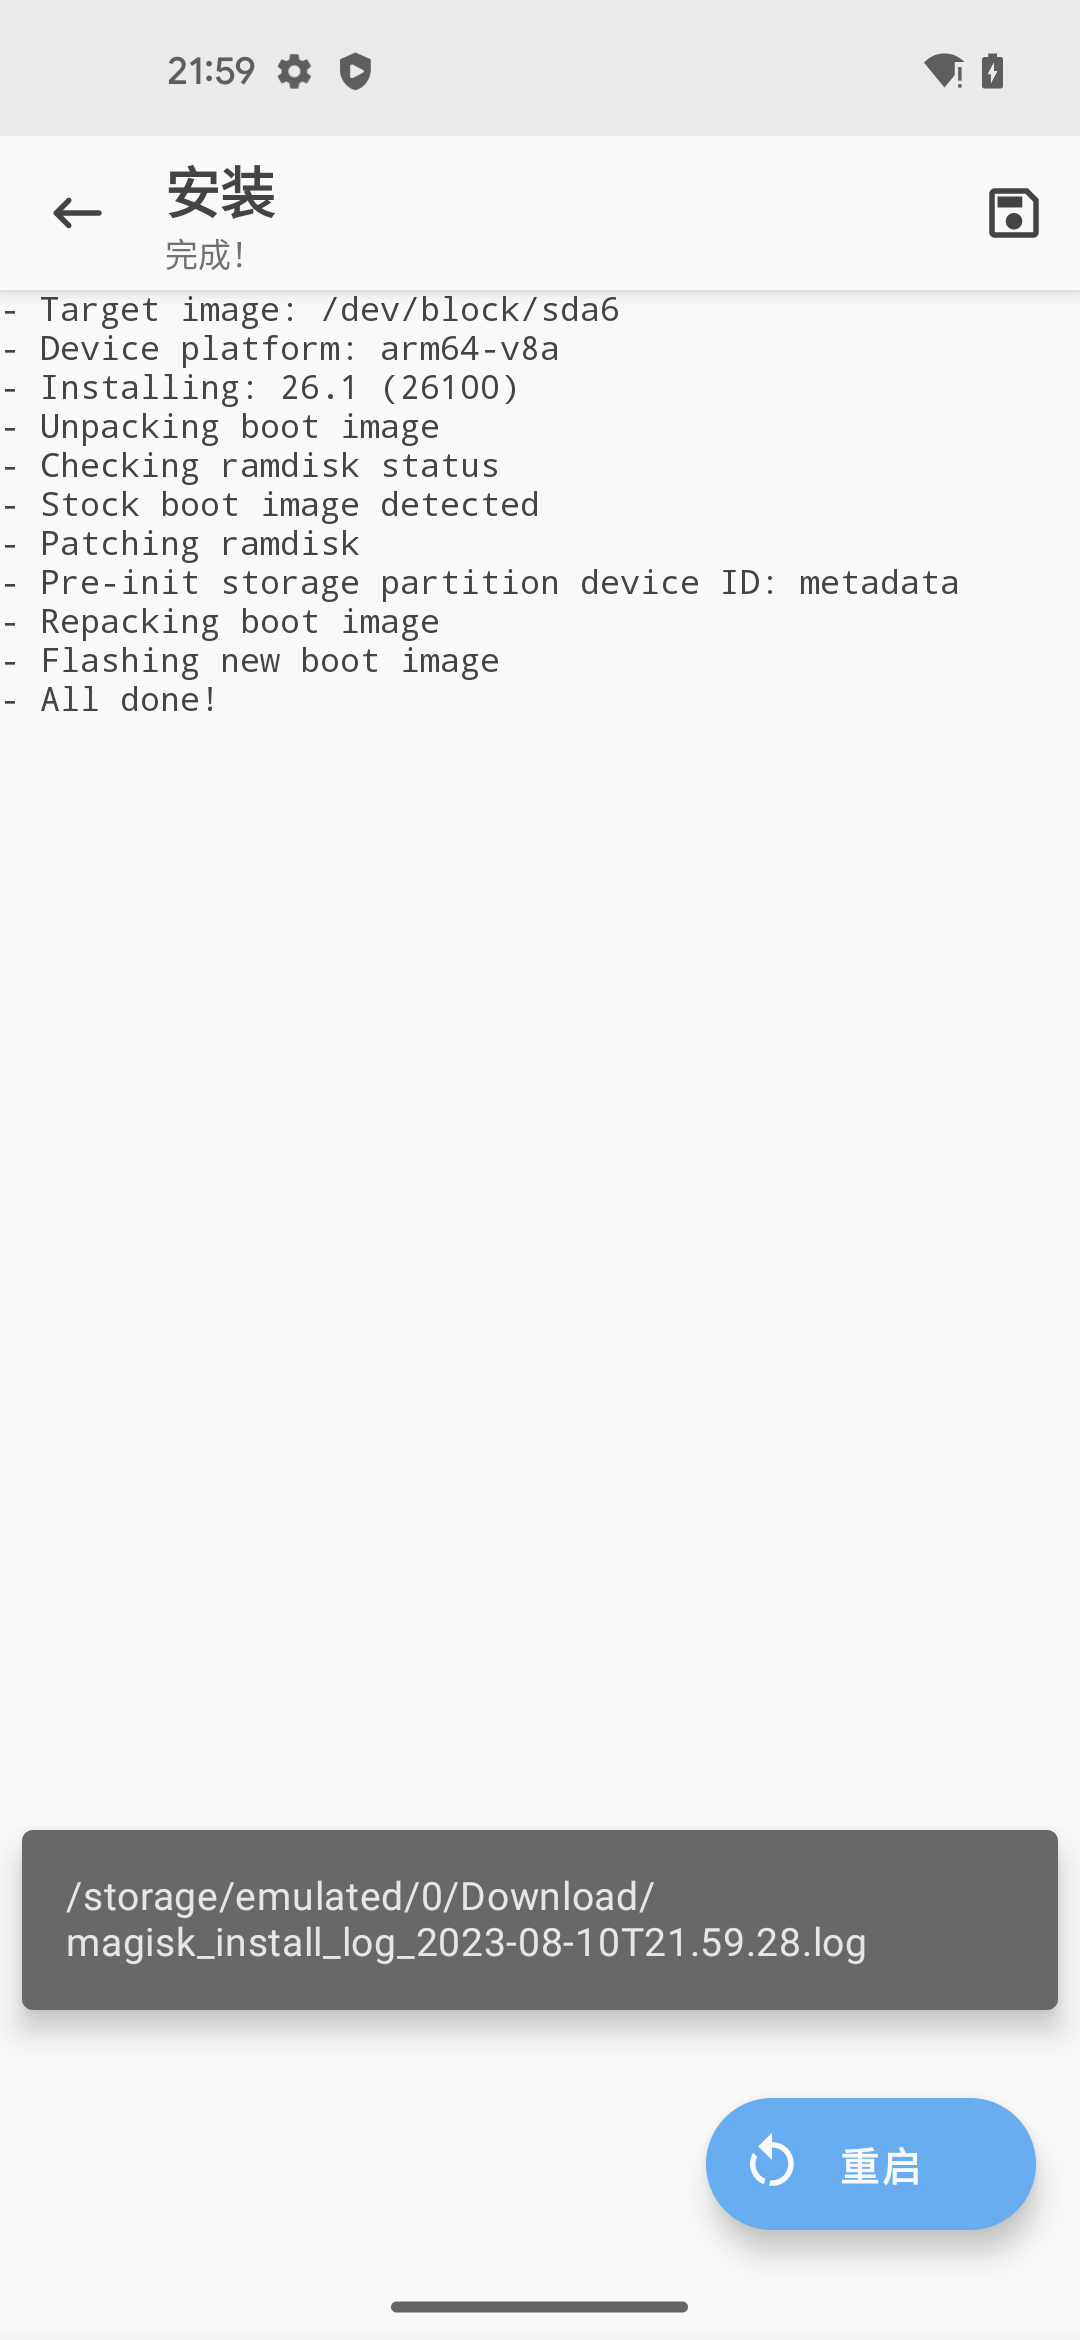 21:59
安装
完成！
- Target image: /dev/block/sda6
- Device platform: arm64-v8a
- Installing: 26.1 (26100)
- Unpacking boot image
- Checking ramdisk status
- Stock boot image detected
- Patching ramdisk
- Pre-init storage partition device ID: metadata
- Repacking boot image
- Flashing new boot image
- All done!
/storage/emulated/0/Download/
magisk_install_log_2023-08-10T21.59.28.log
重启